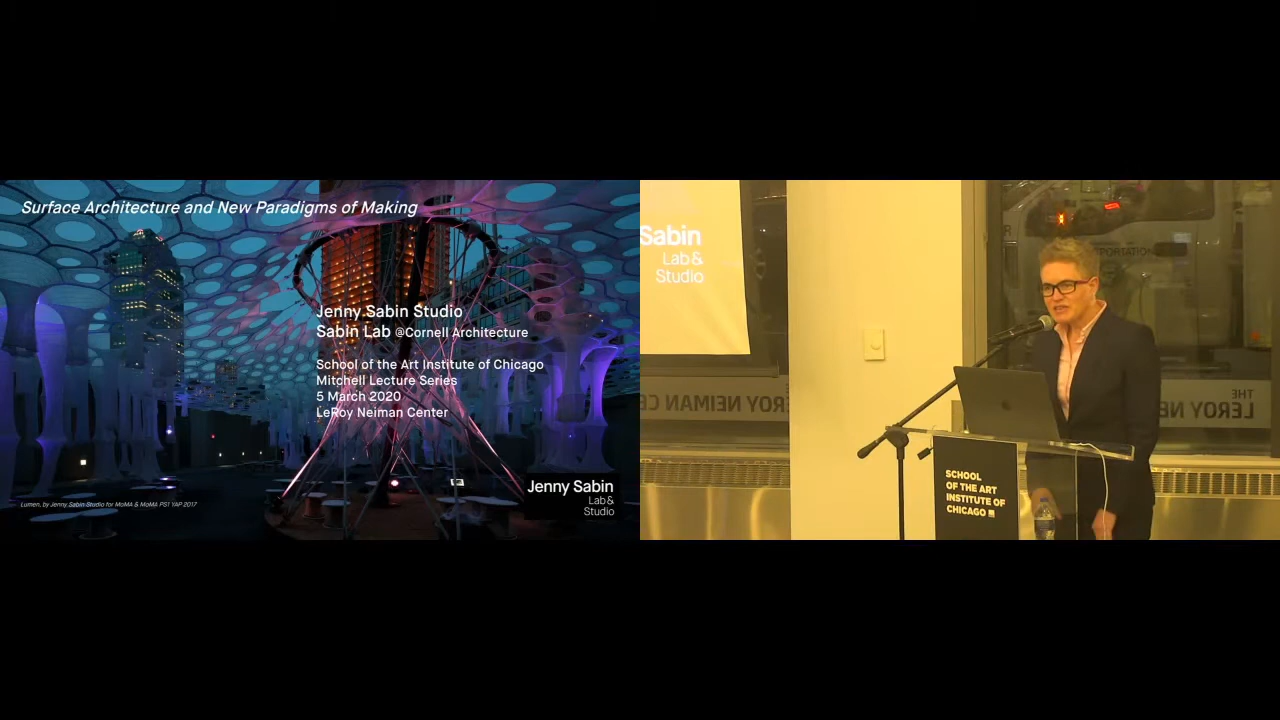 Surface Architecture and New Paradigms of Making
Jenny Sabin Studio
Sabin Lab @Cornell Architecture
School of the Art Institute of Chicago
Mitchell Lecture Series
5 March 2020
LeRoy Neiman Center
Jenny Sabin
Lab &
Studio
Lumen, by Jenny Sabin Studio for MoMA & MoMA PS1 YAP 2017
Sabin
Lab &
Studio
PORTATION
THE
LEROY NEIMAN CE
LEROY N
SCHOOL
OF THE ART
INSTITUTE OF
CHICAGO